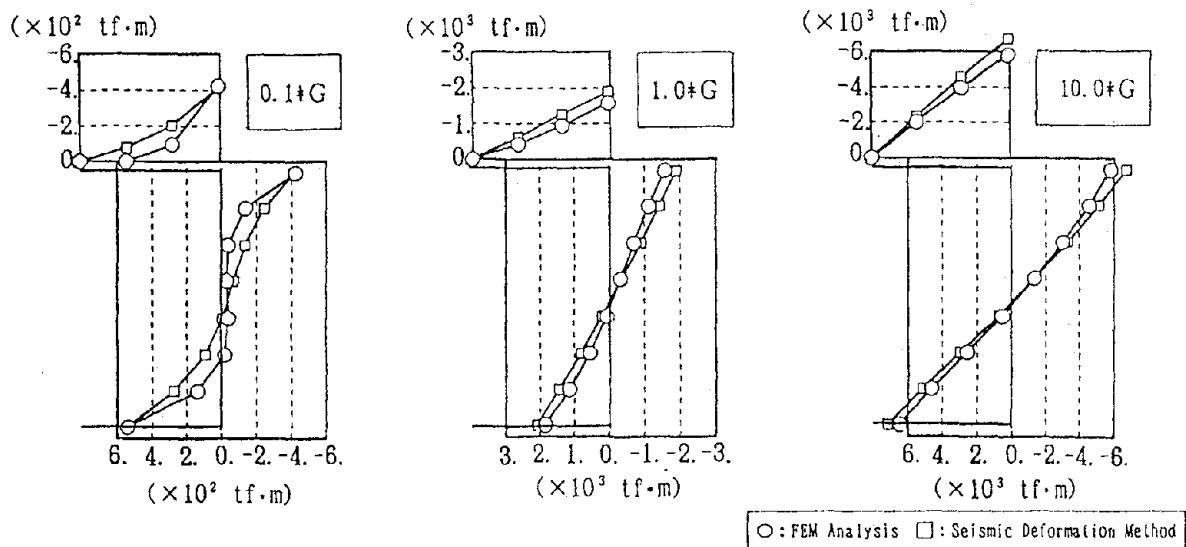 (×10² tf·m)
-6.
-4.
-2.
0
0.1*G
6. 4. 2. 0. -2. -4. -6.
(×10² tf·m)
(×10³ tf·m)
-3.
-2.
-1.
0.
1.0*G
3. 2. 1. 0. -1. -2. -3.
(×10³ tf·m)
(×10³ tf·m)
-6.
-4.
-2.
0
10.0*G
6. 4. 2. 0. -2. -4. -6.
(×10³ tf·m)
○: FEM Analysis □: Seismic Deformation Method